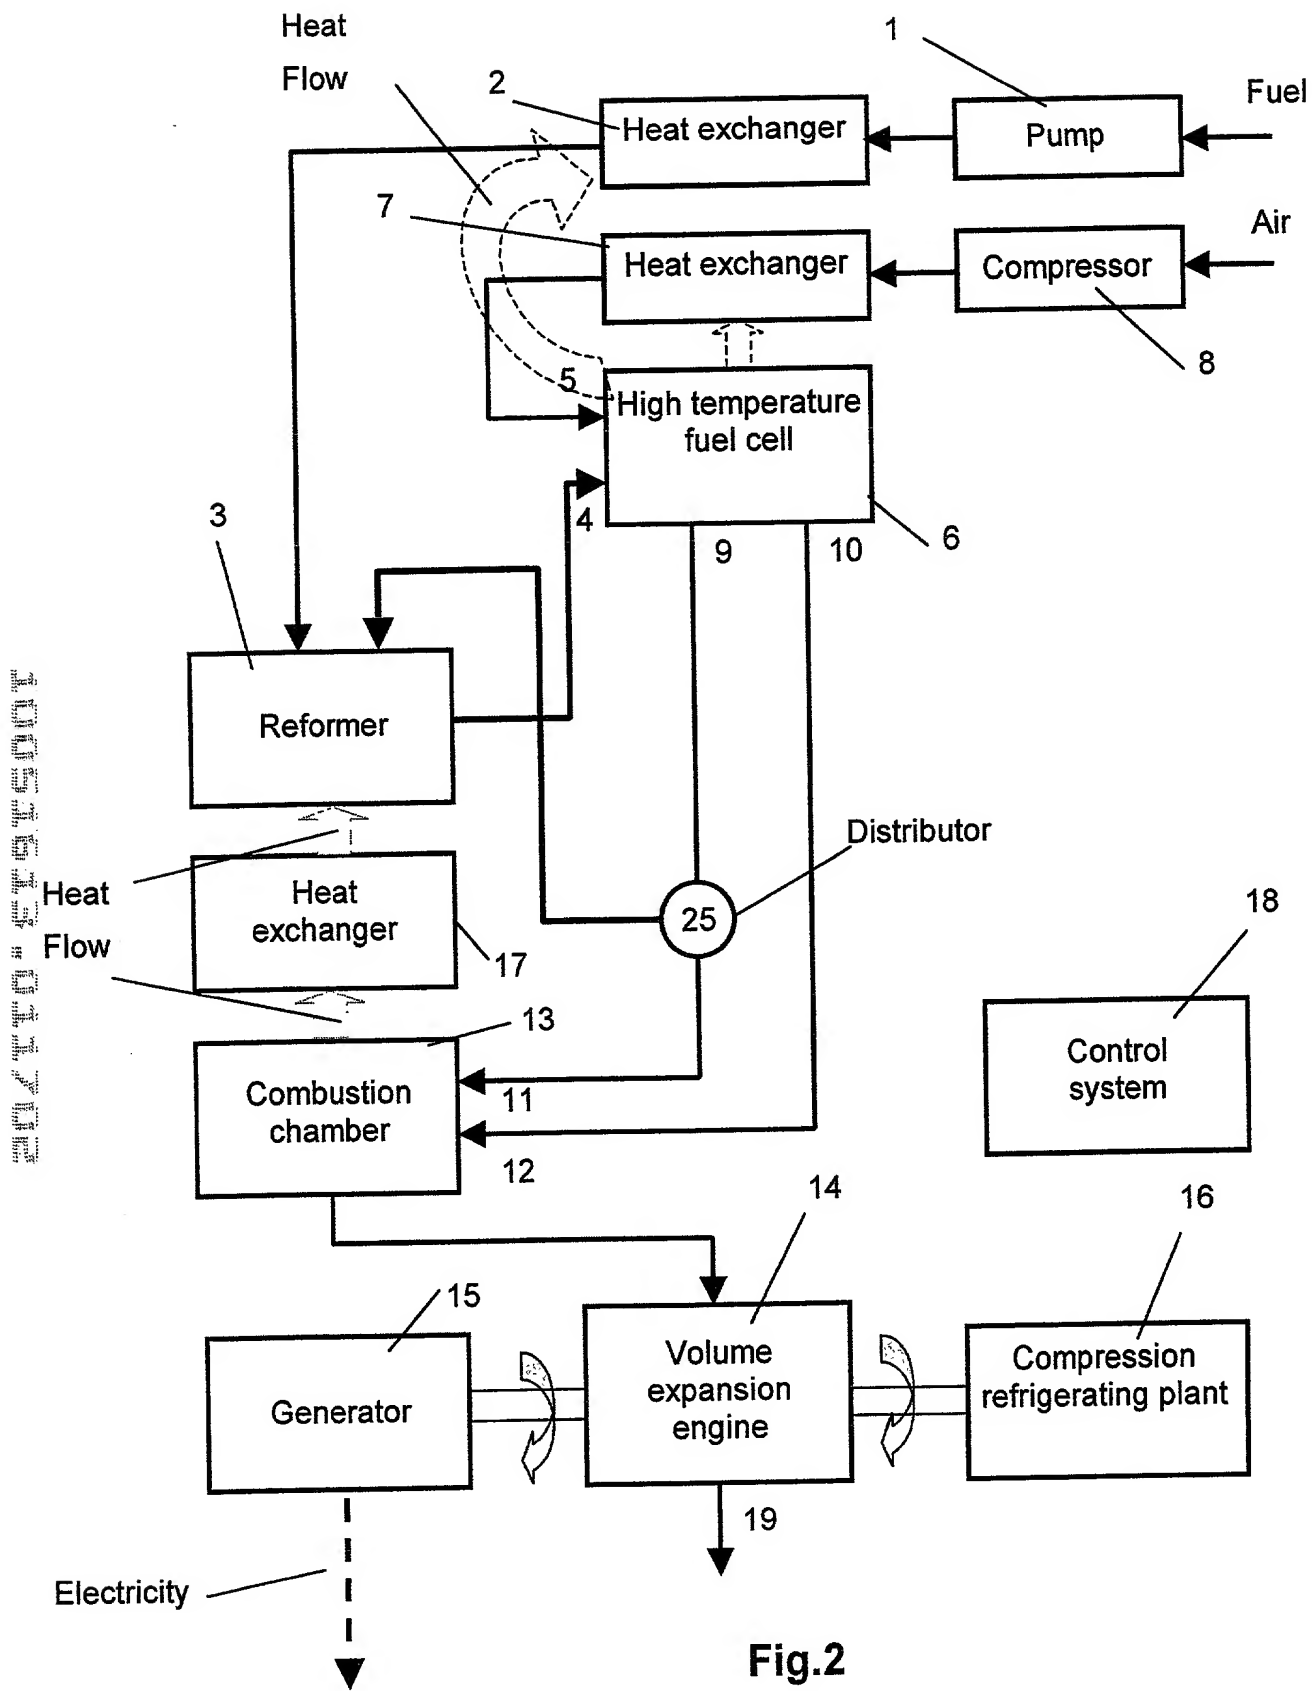 Heat
Flow
1
2
Fuel
Heat exchanger
Pump
7
Air
Heat exchanger
Compressor
8
5
High temperature
fuel cell
3
4
9
10
6
Reformer
Distributor
Heat
Flow
Heat
exchanger
25
17
18
13
Control
system
Combustion
chamber
11
12
14
16
15
Volume
expansion
engine
Compression
refrigerating plant
Generator
19
Electricity
Fig.2
10051913.011702